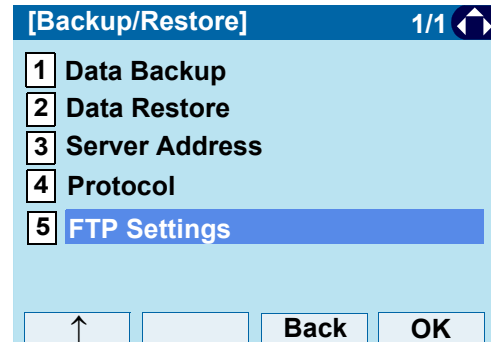 [Backup/Restore] 1/1
1 Data Backup
2 Data Restore
3 Server Address
4 Protocol
5 FTP Settings
↑ Back OK